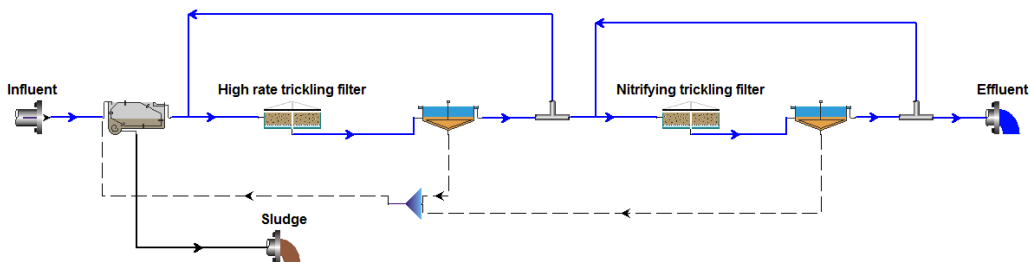 Influent
High rate trickling filter
Nitrifying trickling filter
Effluent
Sludge